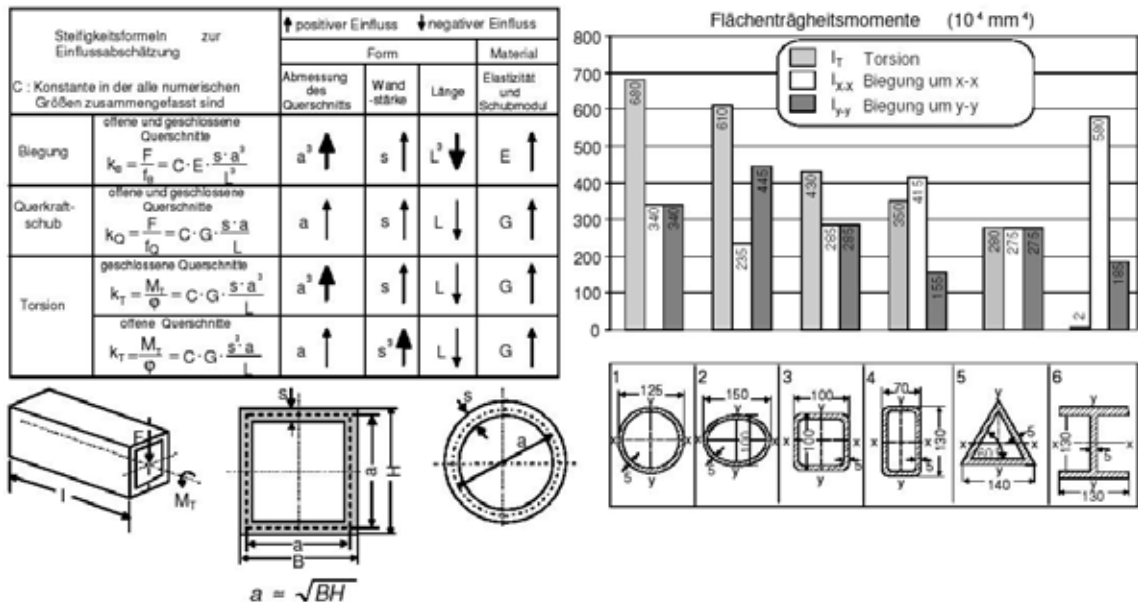 Steifigkeitsformeln zur
Einflussabschätzung
C : Konstante in der alle numerischen
Größen zusammengefasst sind
positiver Einfluss negativer Einfluss
Form Material
Abmessung
des
Querschnitts
Wand
-stärke
Länge
Elastizität
und
Schubmodul
Biegung
offene und geschlossene
Querschnitte
k_B = F/f_B = C · E · s·a³/L³
a³ s L³ E
Querkraft-
schub
offene und geschlossene
Querschnitte
k_Q = F/f_Q = C · G · s·a/L
a s L G
Torsion
geschlossene Querschnitte
k_T = M_T/φ = C · G · s·a³/L
a³ s L G
offene Querschnitte
k_T = M_T/φ = C · G · s³·a/L
a s³ L G
F
l
M_T
s
a
H
a
B
a ≈ √BH
s
a
Flächenträgheitsmomente (10⁴ mm⁴)
I_T Torsion
I_x-x Biegung um x-x
I_y-y Biegung um y-y
800
700
600
500
400
300
200
100
0
680 340 340
610 235 445
430 285 285
350 415 155
280 275 275
2 580 185
1 125 x x y y 5
2 150 100 x x y y 5
3 100 100 x x y y 5
4 70 130 x x y y 5
5 60 140 x x y y 5
6 130 130 x x y y 5